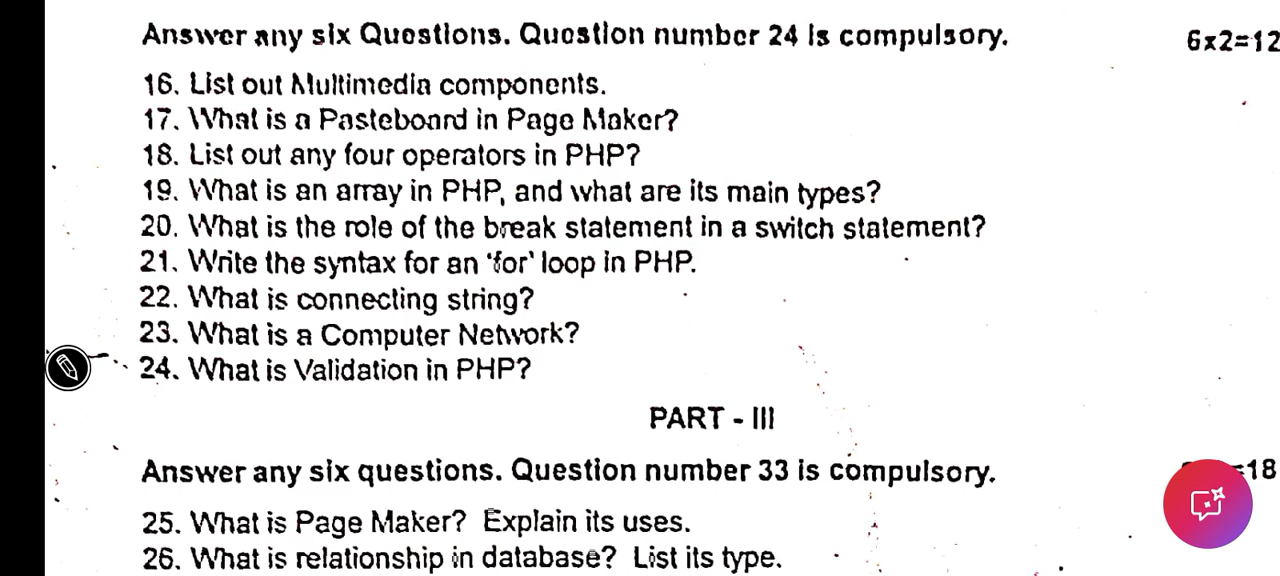 Answer any six Questions. Question number 24 is compulsory. 6x2=12
16. List out Multimedia components.
17. What is a Pasteboard in Page Maker?
18. List out any four operators in PHP?
19. What is an array in PHP, and what are its main types?
20. What is the role of the break statement in a switch statement?
21. Write the syntax for an 'for' loop in PHP.
22. What is connecting string?
23. What is a Computer Network?
24. What is Validation in PHP?
PART - III
Answer any six questions. Question number 33 is compulsory. =18
25. What is Page Maker? Explain its uses.
26. What is relationship in database? List its type.